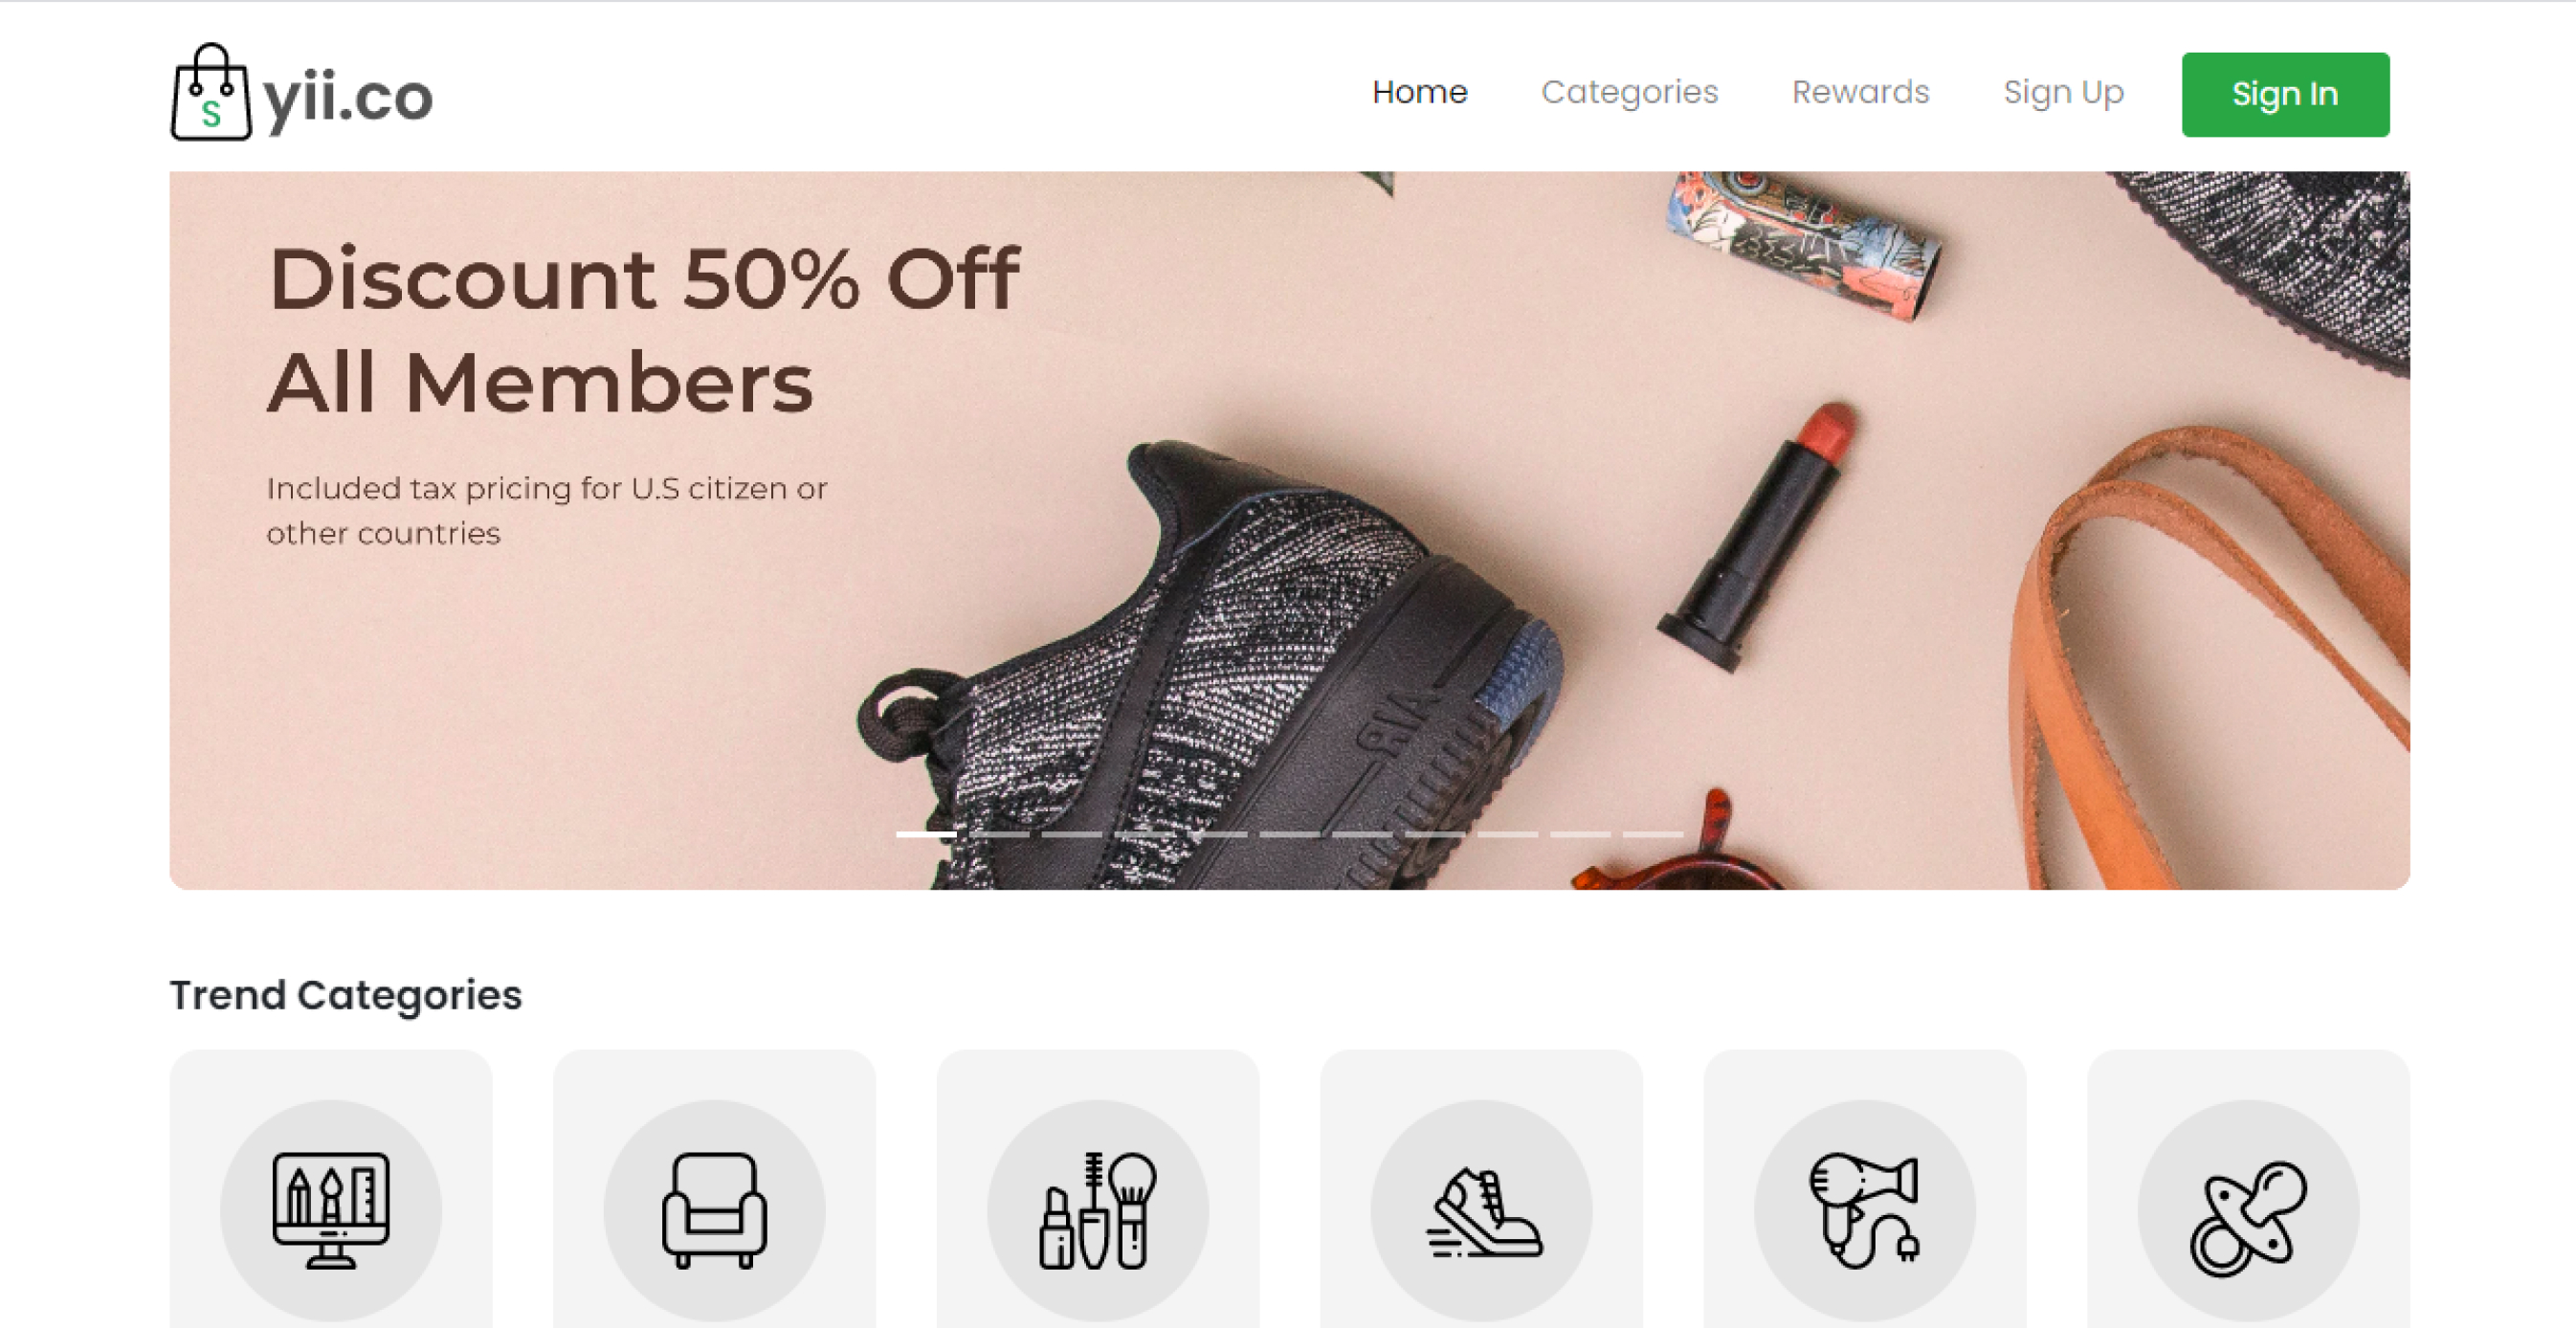 S yii.co
Home Categories Rewards Sign Up Sign In
Discount 50% Off
All Members
Included tax pricing for U.S citizen or
other countries
AIR
Trend Categories